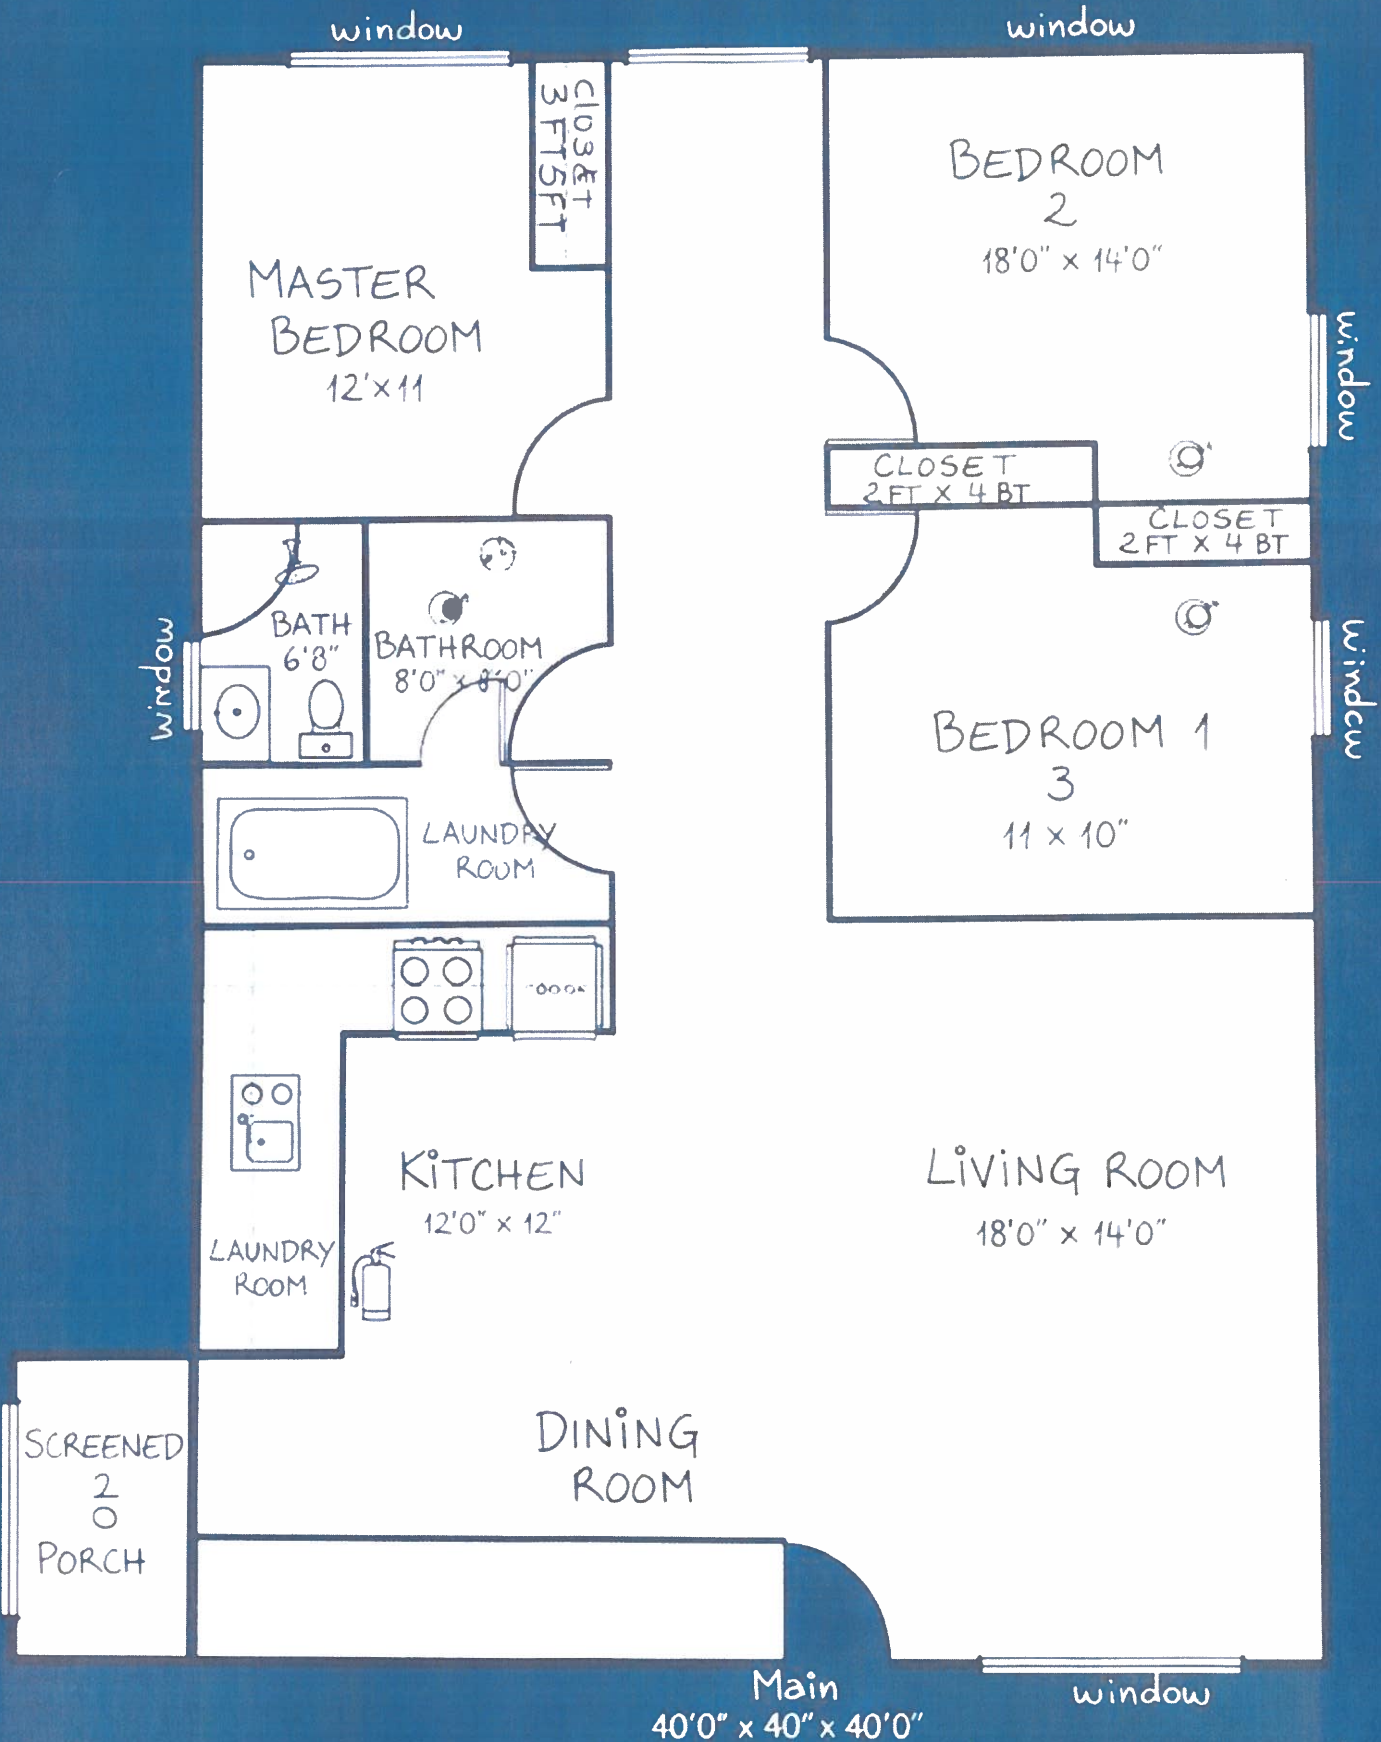 window
window
CLOSET
3 FT 5FT
BEDROOM
2
18'0" x 14'0"
MASTER
BEDROOM
12'x11
window
CLOSET
2 FT X 4 BT
CLOSET
2 FT X 4 BT
BATH
6'8"
BATHROOM
8'0" x 8'0"
window
window
BEDROOM 1
3
11 x 10"
LAUNDRY
ROOM
KiTCHEN
12'0" x 12"
LiViNG ROOM
18'0" x 14'0"
LAUNDRY
ROOM
DINiNG
ROOM
SCREENED
2
0
PORCH
Main
40'0" x 40" x 40'0"
window